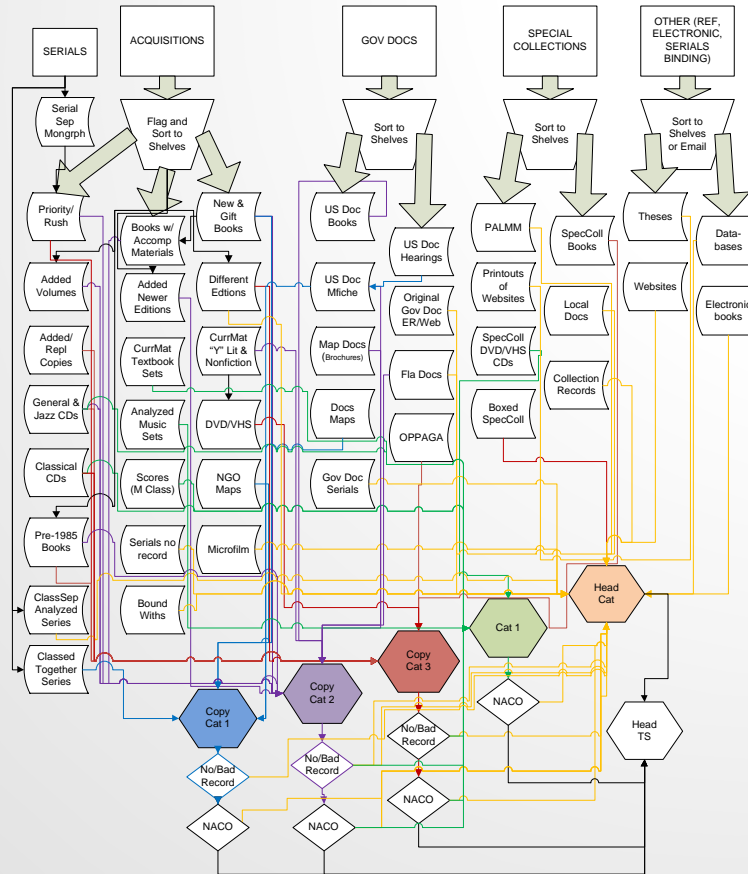 SERIALS
ACQUISITIONS
GOV DOCS
SPECIAL
COLLECTIONS
OTHER (REF,
ELECTRONIC,
SERIALS
BINDING)
Serial
Sep
Mongrph
Flag and
Sort to
Shelves
Sort to
Shelves
Sort to
Shelves
Sort to
Shelves
or Email
Priority/
Rush
Books w/
Accomp
Materials
New &
Gift
Books
US Doc
Books
US Doc
Hearings
PALMM
SpecColl
Books
Theses
Data-
bases
Added
Volumes
Added
Newer
Editions
Different
Edtions
US Doc
Mfiche
Original
Gov Doc
ER/Web
Printouts
of
Websites
Local
Docs
Websites
Electronic
books
Added/
Repl
Copies
CurrMat
Textbook
Sets
CurrMat
"Y" Lit &
Nonfiction
Map Docs
(Brochures)
Fla Docs
SpecColl
DVD/VHS
CDs
Collection
Records
General &
Jazz CDs
Analyzed
Music
Sets
DVD/VHS
Docs
Maps
OPPAGA
Boxed
SpecColl
Classical
CDs
Scores
(M Class)
NGO
Maps
Gov Doc
Serials
Pre-1985
Books
Serials no
record
Microfilm
ClassSep
Analyzed
Series
Bound
Withs
Head
Cat
Classed
Together
Series
Cat 1
Copy
Cat 3
Copy
Cat 2
Copy
Cat 1
NACO
Head
TS
No/Bad
Record
No/Bad
Record
No/Bad
Record
NACO
NACO
NACO